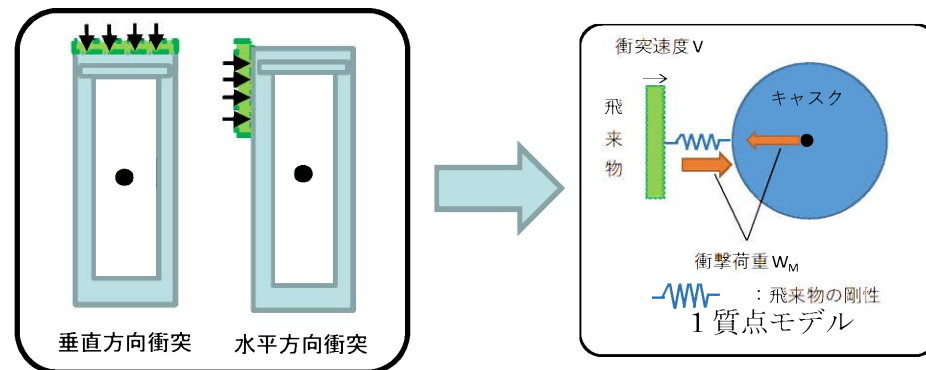 垂直方向衝突
水平方向衝突
衝突速度V
飛来物
キャスク
衝撃荷重WM
：飛来物の剛性
1質点モデル